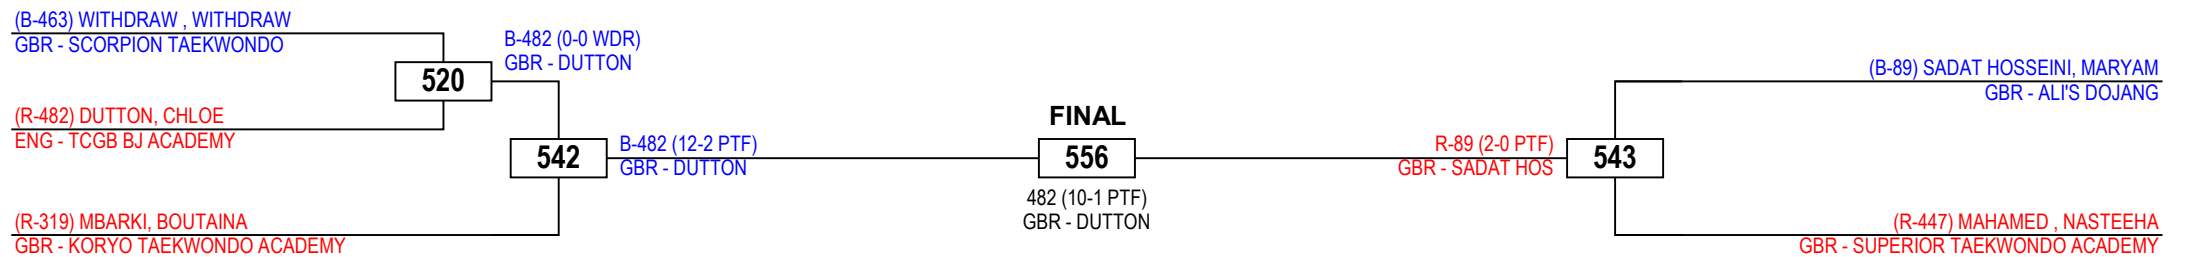 (B-463) WITHDRAW , WITHDRAW
GBR - SCORPION TAEKWONDO
B-482 (0-0 WDR)
GBR - DUTTON
520
(R-482) DUTTON, CHLOE
ENG - TCGB BJ ACADEMY
542
B-482 (12-2 PTF)
GBR - DUTTON
(R-319) MBARKI, BOUTAINA
GBR - KORYO TAEKWONDO ACADEMY
FINAL
556
482 (10-1 PTF)
GBR - DUTTON
(B-89) SADAT HOSSEINI, MARYAM
GBR - ALI'S DOJANG
R-89 (2-0 PTF)
GBR - SADAT HOS
543
(R-447) MAHAMED , NASTEEHA
GBR - SUPERIOR TAEKWONDO ACADEMY